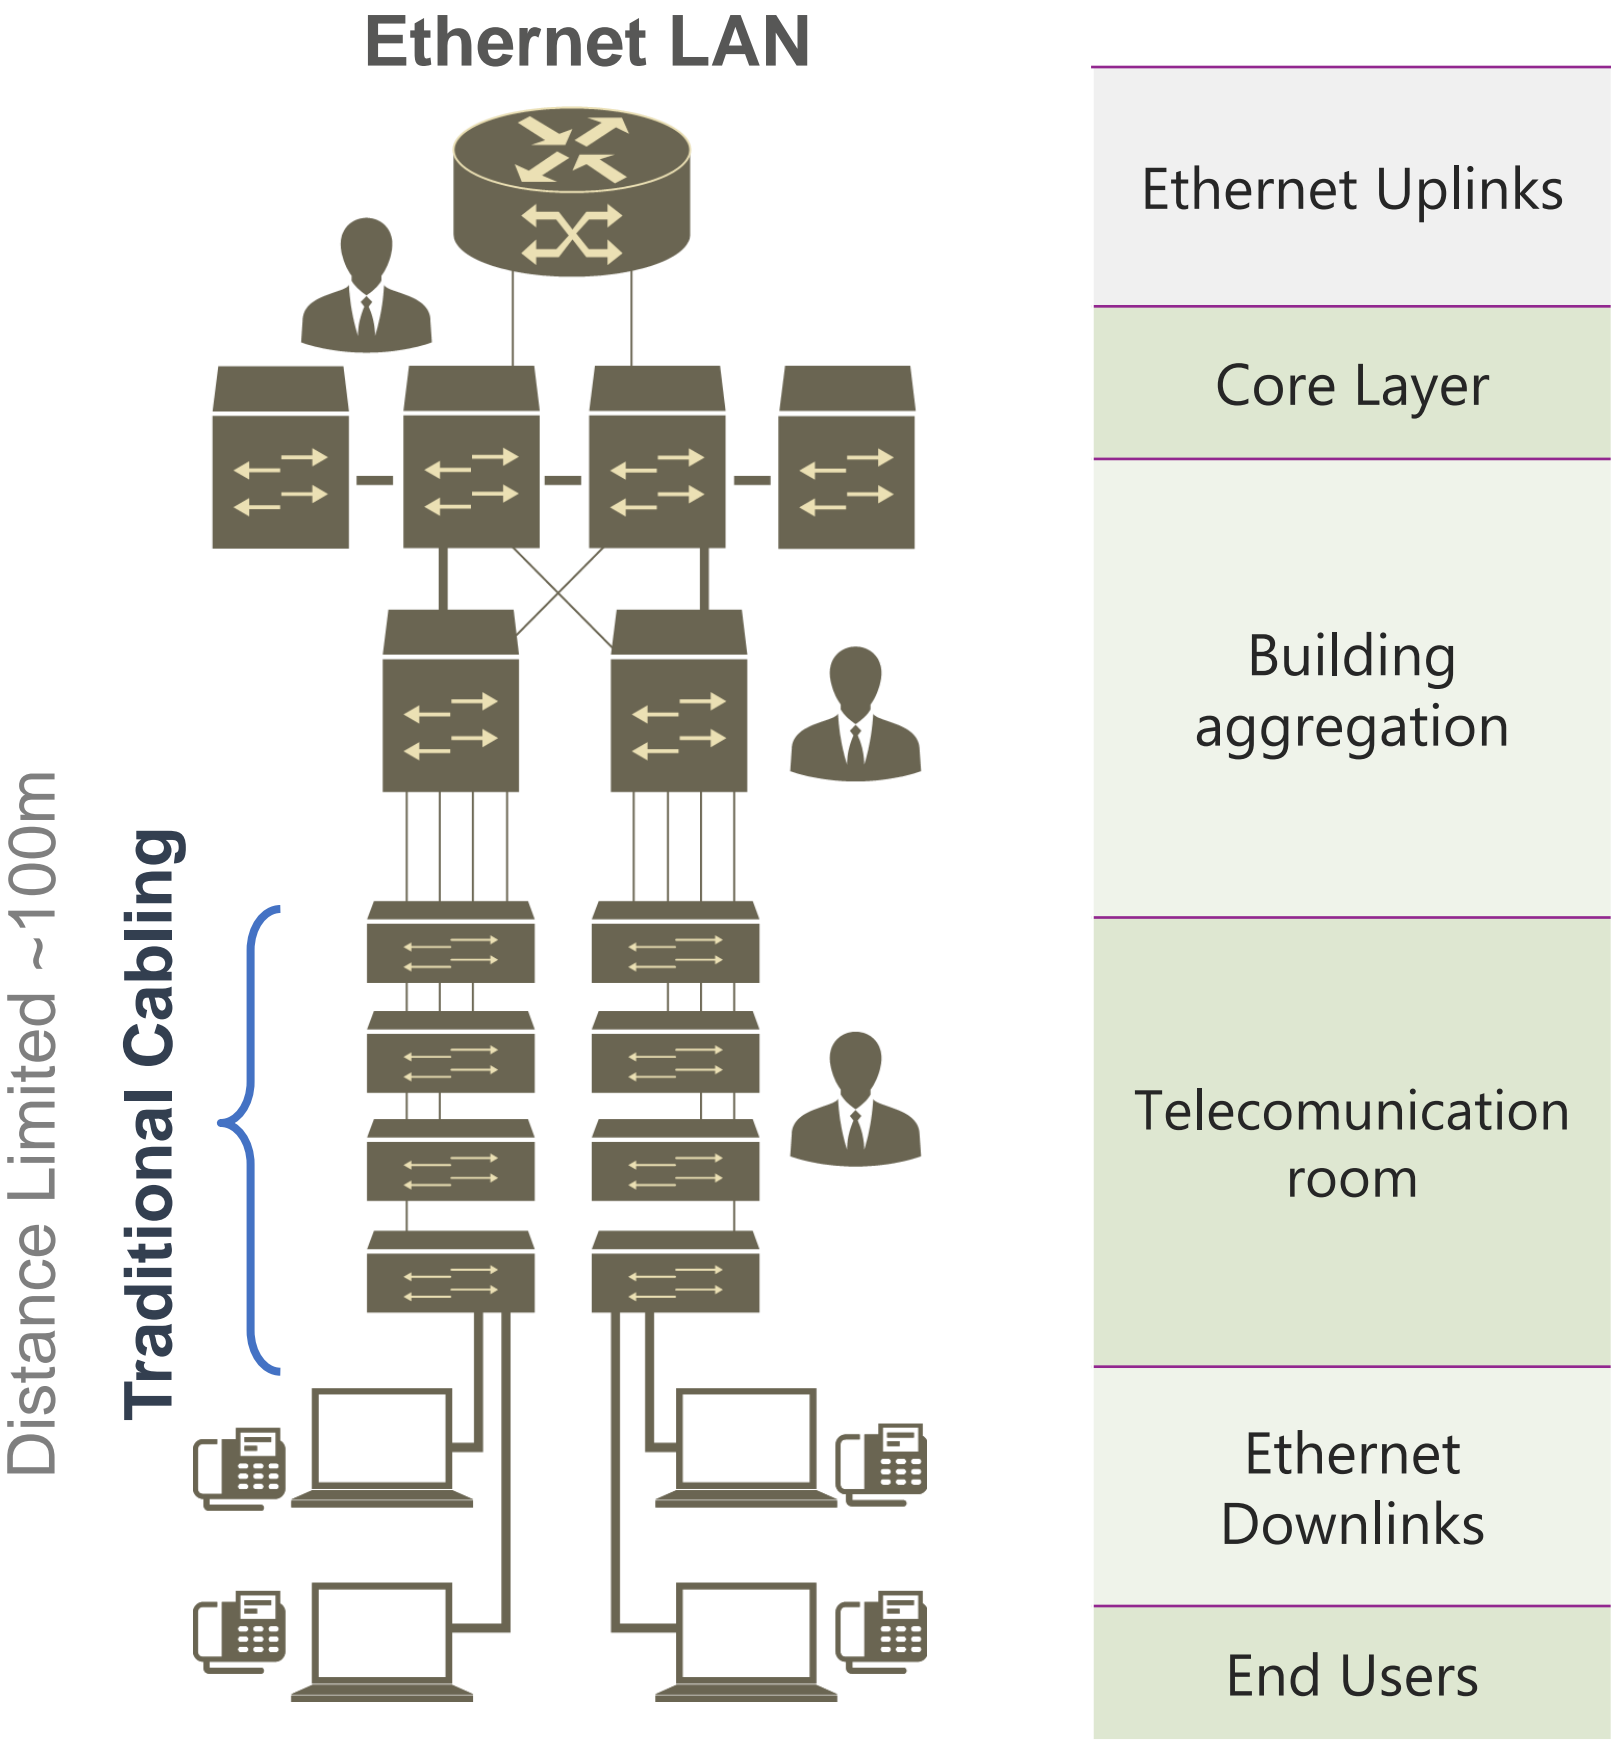 Ethernet LAN
Ethernet Uplinks
Core Layer
Building
aggregation
Distance Limited ~100m
Traditional Cabling
Telecomunication
room
Ethernet
Downlinks
End Users